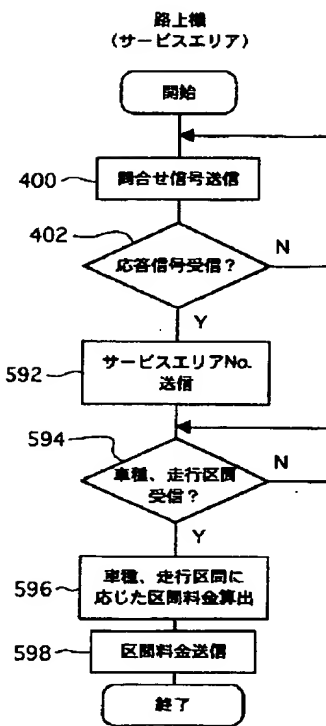 路上機
(サービスエリア)
開始
400
問合せ信号送信
402
応答信号受信?
N
Y
592
サービスエリアNo.
送信
594
車種、走行区間
受信?
N
Y
596
車種、走行区間に
応じた区間料金算出
598
区間料金送信
終了